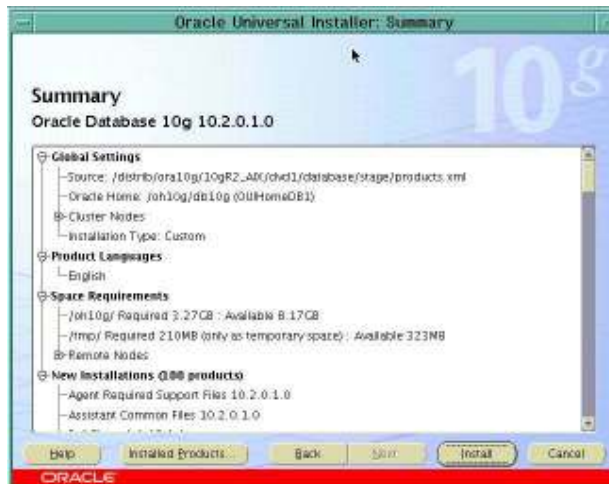 Oracle Universal Installer: Summary
10g
Summary
Oracle Database 10g 10.2.0.1.0
Global Settings
Source: /distrib/ora10g/10gR2_AIX/dvd1/database/stage/products.xml
Oracle Home: /oh10g/db10g (OUIHomeDB1)
Cluster Nodes
Installation Type: Custom
Product Languages
English
Space Requirements
/oh10g/ Required 3.27GB : Available 8.17GB
/tmp/ Required 210MB (only as temporary space) : Available 323MB
Remote Nodes
New Installations (100 products)
Agent Required Support Files 10.2.0.1.0
Assistant Common Files 10.2.0.1.0
Help Installed Products... Back Next Install Cancel
ORACLE